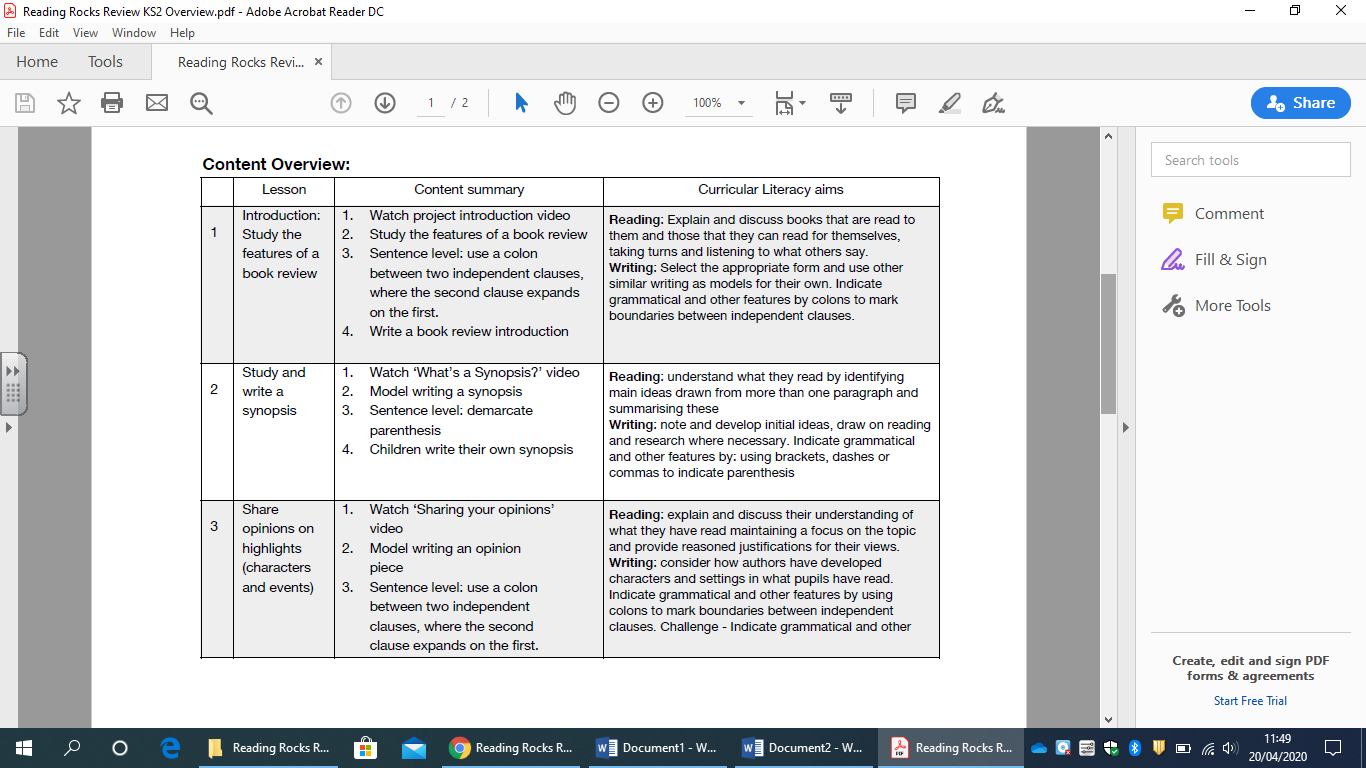 Reading Rocks Review KS2 Overview.pdf - Adobe Acrobat Reader DC
File Edit View Window Help
Home Tools Reading Rocks Revi... ×
1 / 2 100% Share
Search tools
Comment
Fill & Sign
More Tools
Create, edit and sign PDF
forms & agreements
Start Free Trial
Content Overview:
Lesson Content summary Curricular Literacy aims
1
Introduction:
Study the
features of a
book review
1. Watch project introduction video
2. Study the features of a book review
3. Sentence level: use a colon
between two independent clauses,
where the second clause expands
on the first.
4. Write a book review introduction
Reading: Explain and discuss books that are read to
them and those that they can read for themselves,
taking turns and listening to what others say.
Writing: Select the appropriate form and use other
similar writing as models for their own. Indicate
grammatical and other features by colons to mark
boundaries between independent clauses.
2
Study and
write a
synopsis
1. Watch ‘What’s a Synopsis?’ video
2. Model writing a synopsis
3. Sentence level: demarcate
parenthesis
4. Children write their own synopsis
Reading: understand what they read by identifying
main ideas drawn from more than one paragraph and
summarising these
Writing: note and develop initial ideas, draw on reading
and research where necessary. Indicate grammatical
and other features by: using brackets, dashes or
commas to indicate parenthesis
3
Share
opinions on
highlights
(characters
and events)
1. Watch ‘Sharing your opinions’
video
2. Model writing an opinion
piece
3. Sentence level: use a colon
between two independent
clauses, where the second
clause expands on the first.
Reading: explain and discuss their understanding of
what they have read maintaining a focus on the topic
and provide reasoned justifications for their views.
Writing: consider how authors have developed
characters and settings in what pupils have read.
Indicate grammatical and other features by using
colons to mark boundaries between independent
clauses. Challenge - Indicate grammatical and other
Reading Rocks R... Reading Rocks R... Document1 - W... Document2 - W... Reading Rocks R...
11:49
20/04/2020